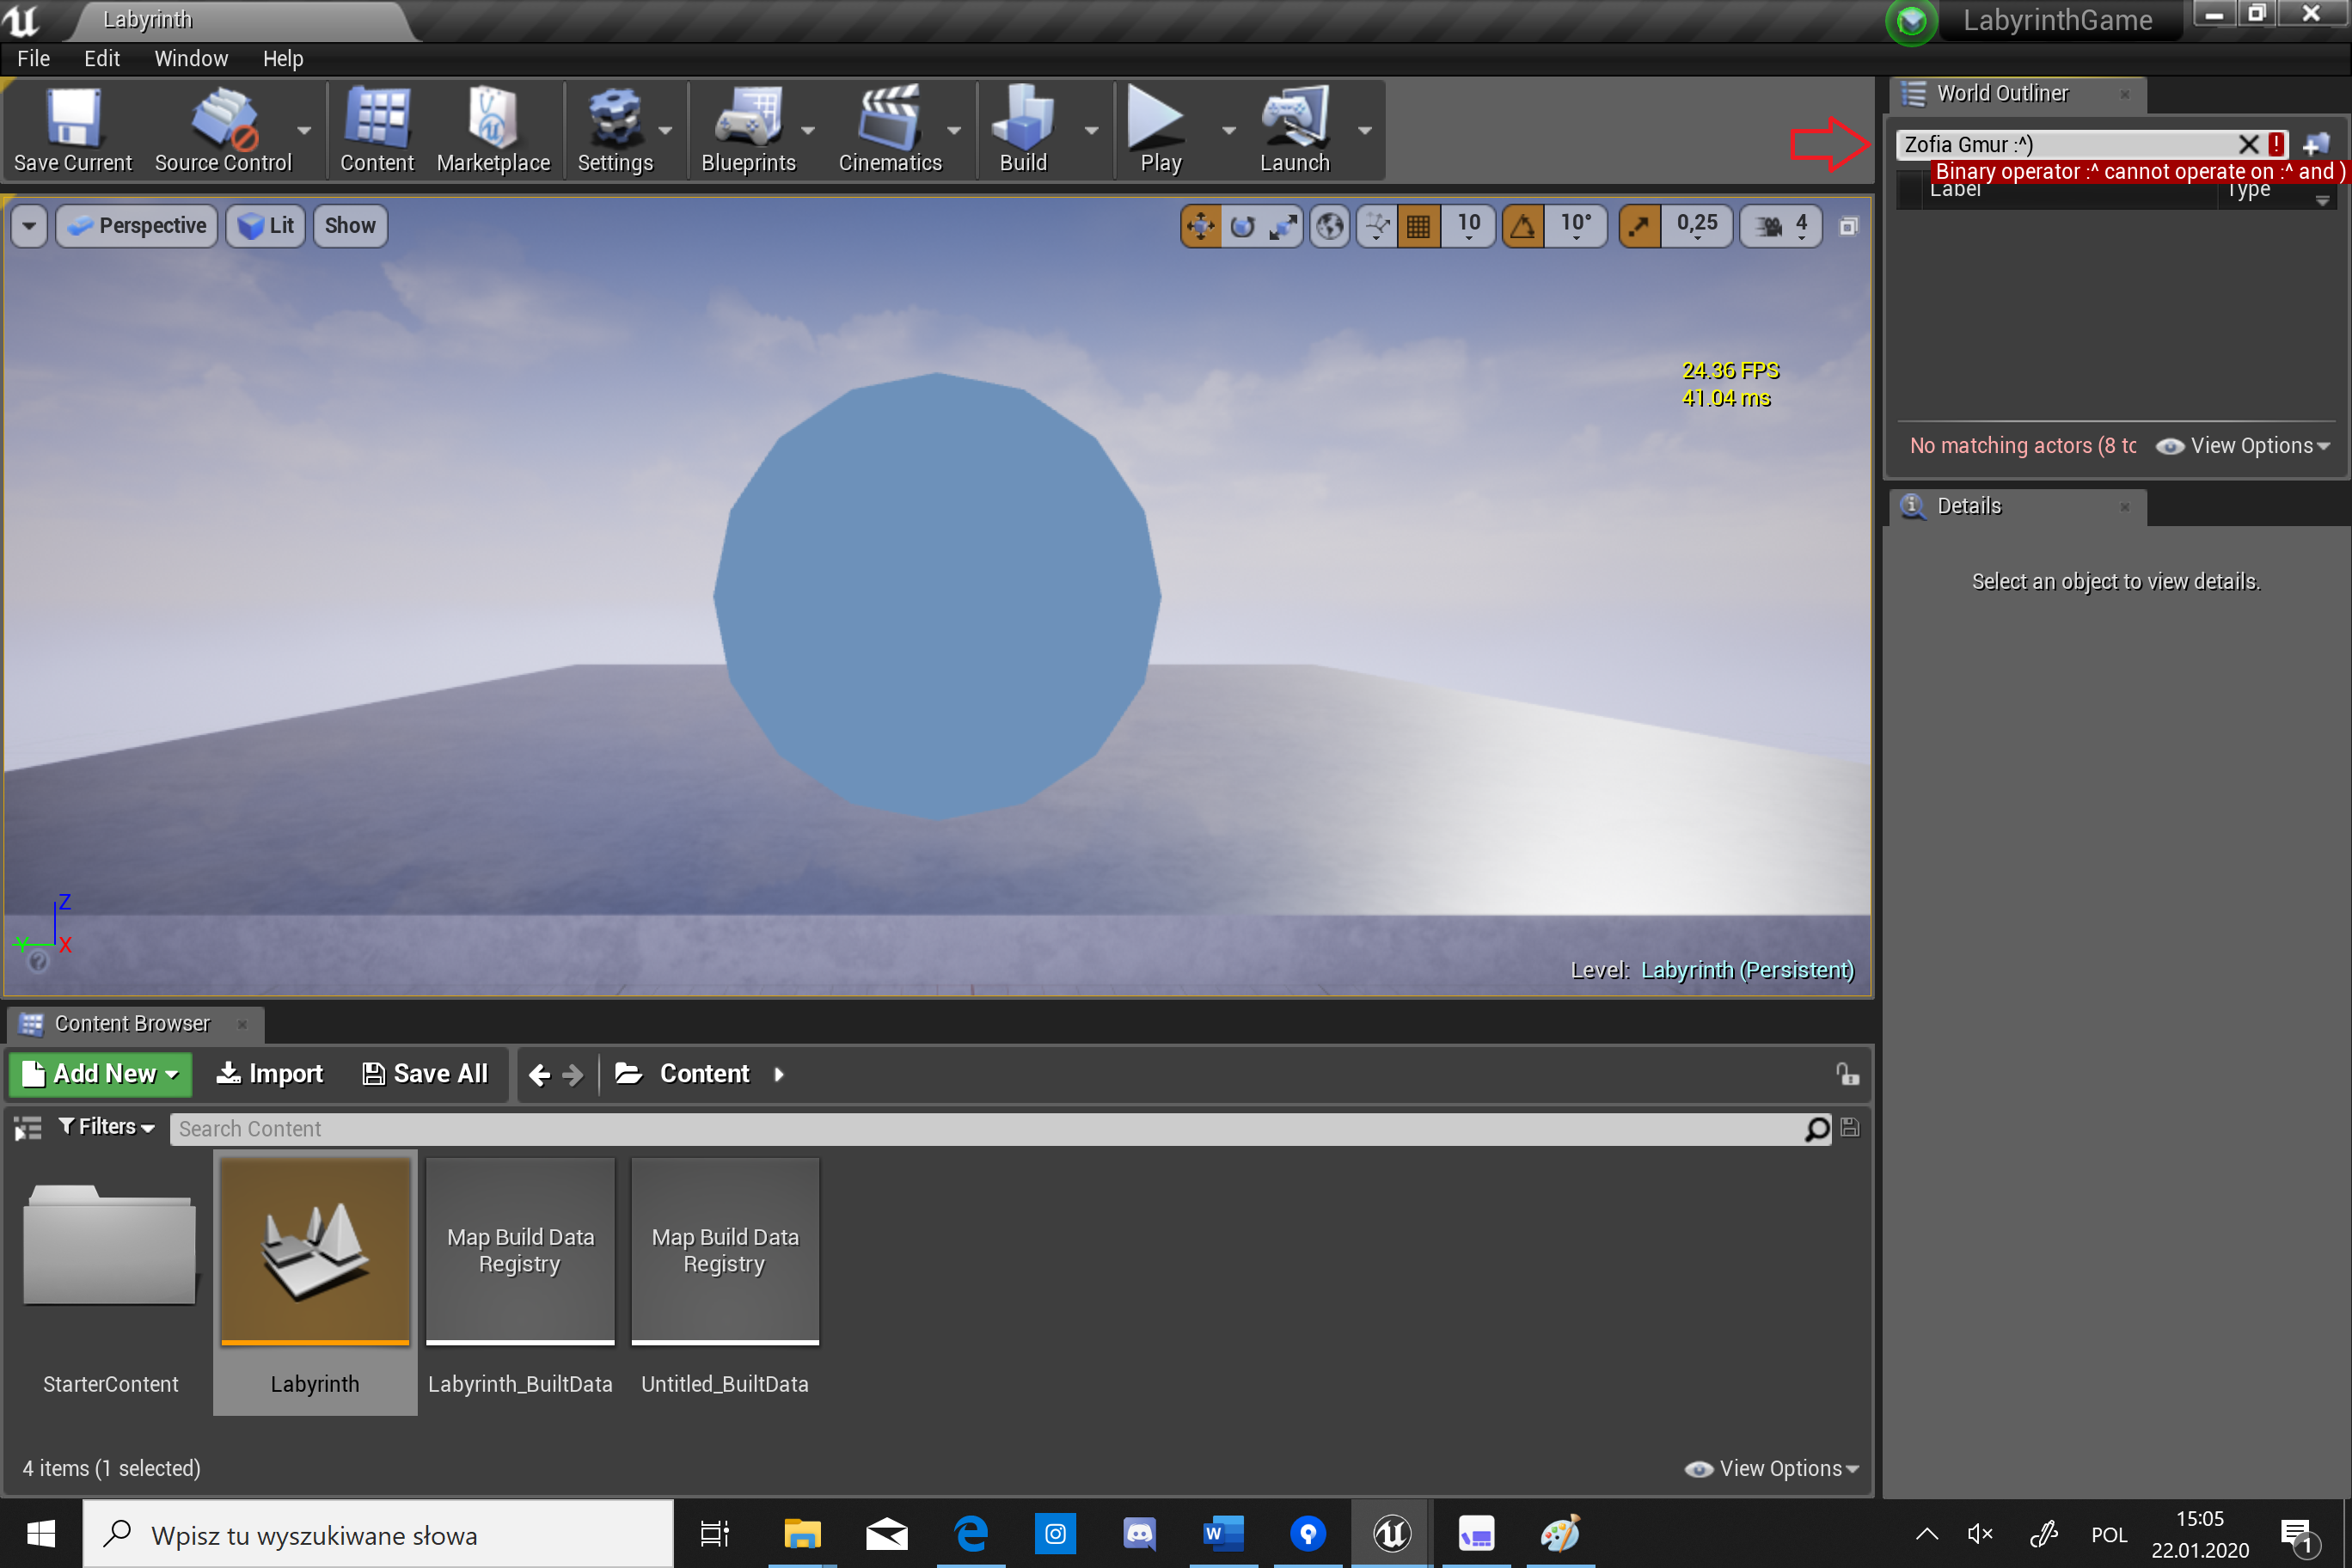 Labyrinth
LabyrinthGame
File Edit Window Help
Save Current
Source Control
Content
Marketplace
Settings
Blueprints
Cinematics
Build
Play
Launch
World Outliner
Zofia Gmur :^)
Binary operator :^ cannot operate on :^ and )
Label
Type
No matching actors (8 tc
View Options
Perspective
Lit
Show
10
10°
0,25
4
24.36 FPS
41.04 ms
Z
Y
X
Level: Labyrinth (Persistent)
Details
Select an object to view details.
Content Browser
Add New
Import
Save All
Content
Filters
Search Content
Map Build Data
Registry
Map Build Data
Registry
StarterContent
Labyrinth
Labyrinth_BuiltData
Untitled_BuiltData
4 items (1 selected)
View Options
Wpisz tu wyszukiwane słowa
POL
15:05
22.01.2020
1